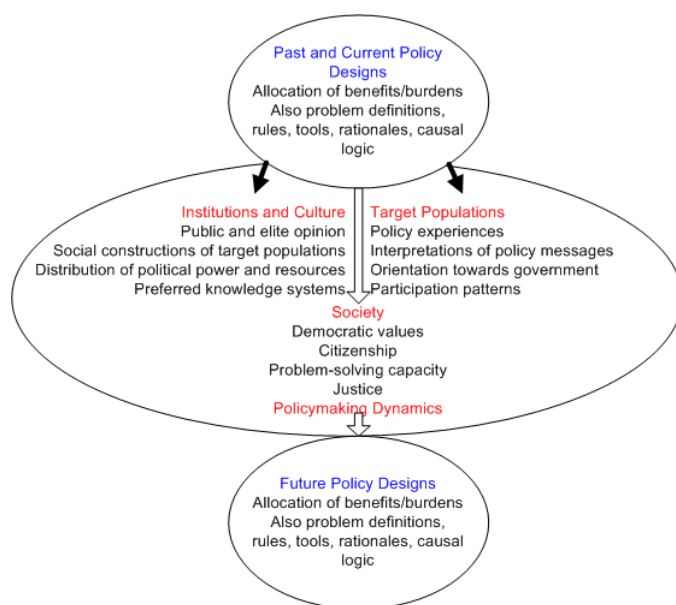 Past and Current Policy
Designs
Allocation of benefits/burdens
Also problem definitions,
rules, tools, rationales, causal
logic
Institutions and Culture
Public and elite opinion
Social constructions of target populations
Distribution of political power and resources
Preferred knowledge systems
Target Populations
Policy experiences
Interpretations of policy messages
Orientation towards government
Participation patterns
Society
Democratic values
Citizenship
Problem-solving capacity
Justice
Policymaking Dynamics
Future Policy Designs
Allocation of benefits/burdens
Also problem definitions,
rules, tools, rationales, causal
logic